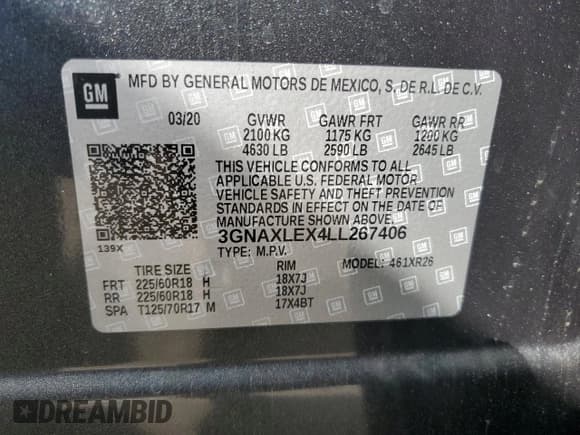 GM
MFD BY GENERAL MOTORS DE MEXICO, S. DE R.L. DE C.V.
03/20 GVWR GAWR FRT GAWR RR
2100 KG 1175 KG 1200 KG
4630 LB 2590 LB 2645 LB
THIS VEHICLE CONFORMS TO ALL
APPLICABLE U.S. FEDERAL MOTOR
VEHICLE SAFETY AND THEFT PREVENTION
STANDARDS IN EFFECT ON THE DATE OF
MANUFACTURE SHOWN ABOVE.
139X 3GNAXLEX4LL267406
TYPE: M.P.V. MODEL: 461XR26
TIRE SIZE RIM
FRT 225/60R18 H 18X7J
RR 225/60R18 H 18X7J
SPA T125/70R17 M 17X4BT
DREAMBID